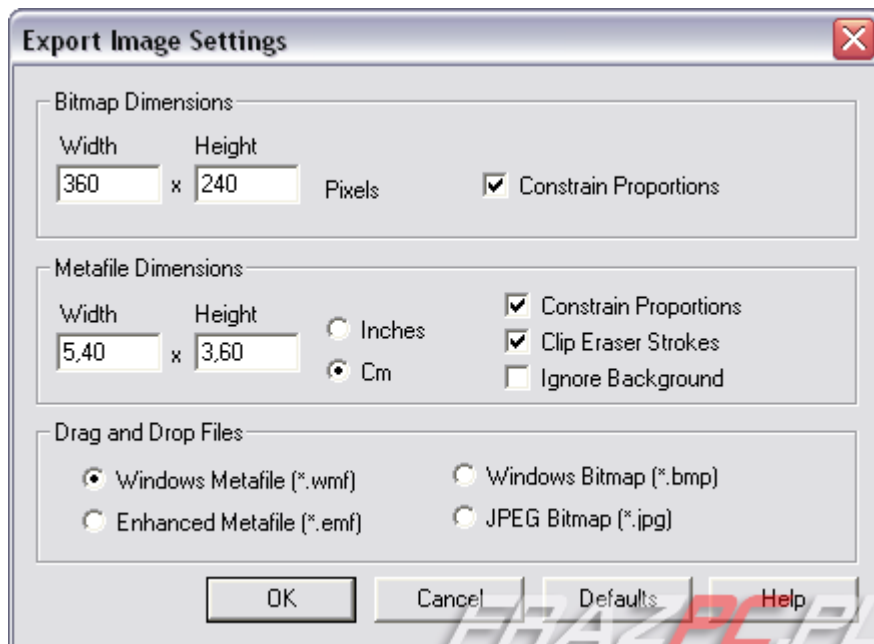 Export Image Settings
Bitmap Dimensions
Width Height
360 x 240 Pixels Constrain Proportions
Metafile Dimensions
Width Height
5,40 x 3,60
Inches
Cm
Constrain Proportions
Clip Eraser Strokes
Ignore Background
Drag and Drop Files
Windows Metafile (*.wmf) Windows Bitmap (*.bmp)
Enhanced Metafile (*.emf) JPEG Bitmap (*.jpg)
OK Cancel Defaults Help
FRAZPC.PL